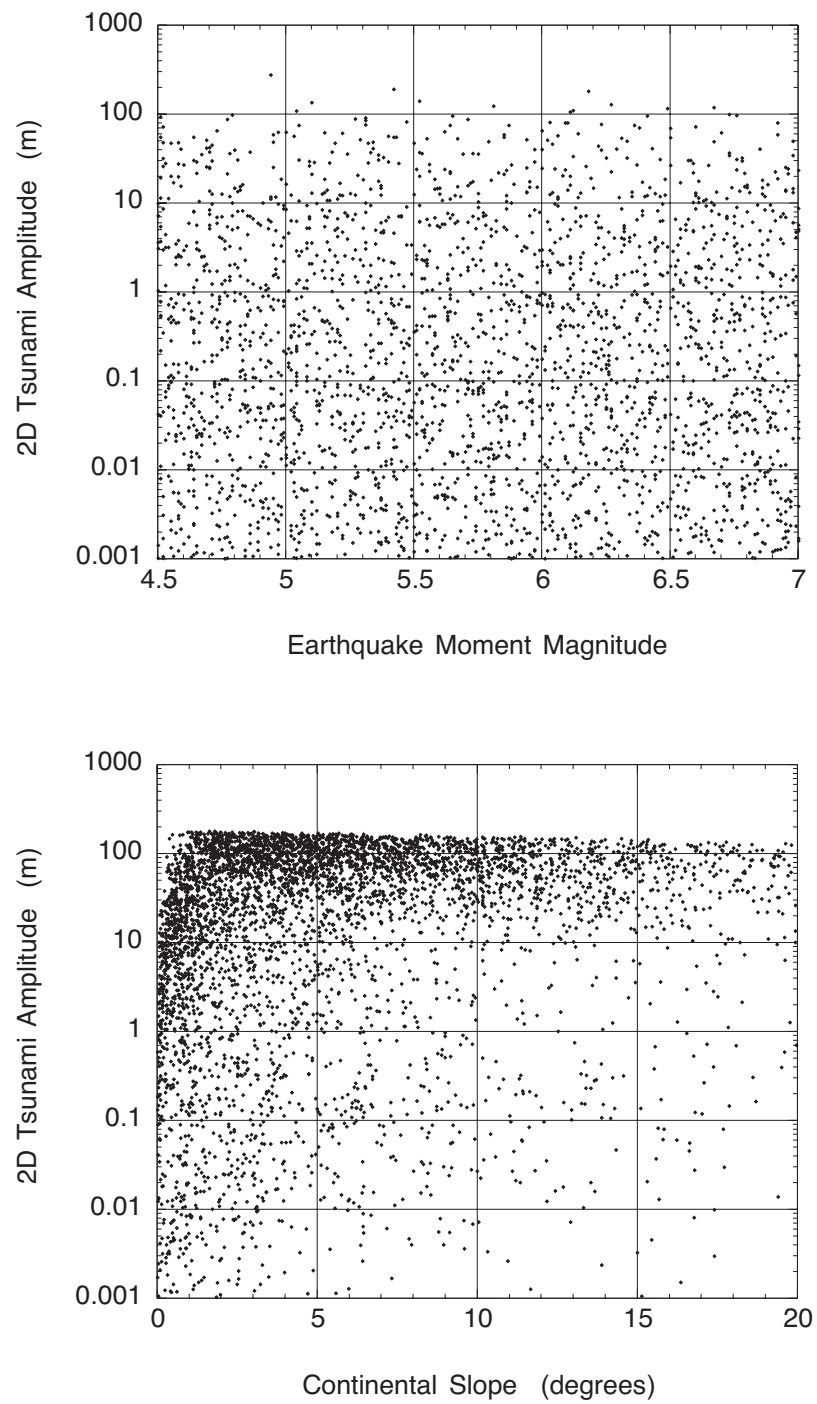 1000
100
10
1
0.1
0.01
0.001
2D Tsunami Amplitude (m)
4.5 5 5.5 6 6.5 7
Earthquake Moment Magnitude
1000
100
10
1
0.1
0.01
0.001
2D Tsunami Amplitude (m)
0 5 10 15 20
Continental Slope (degrees)